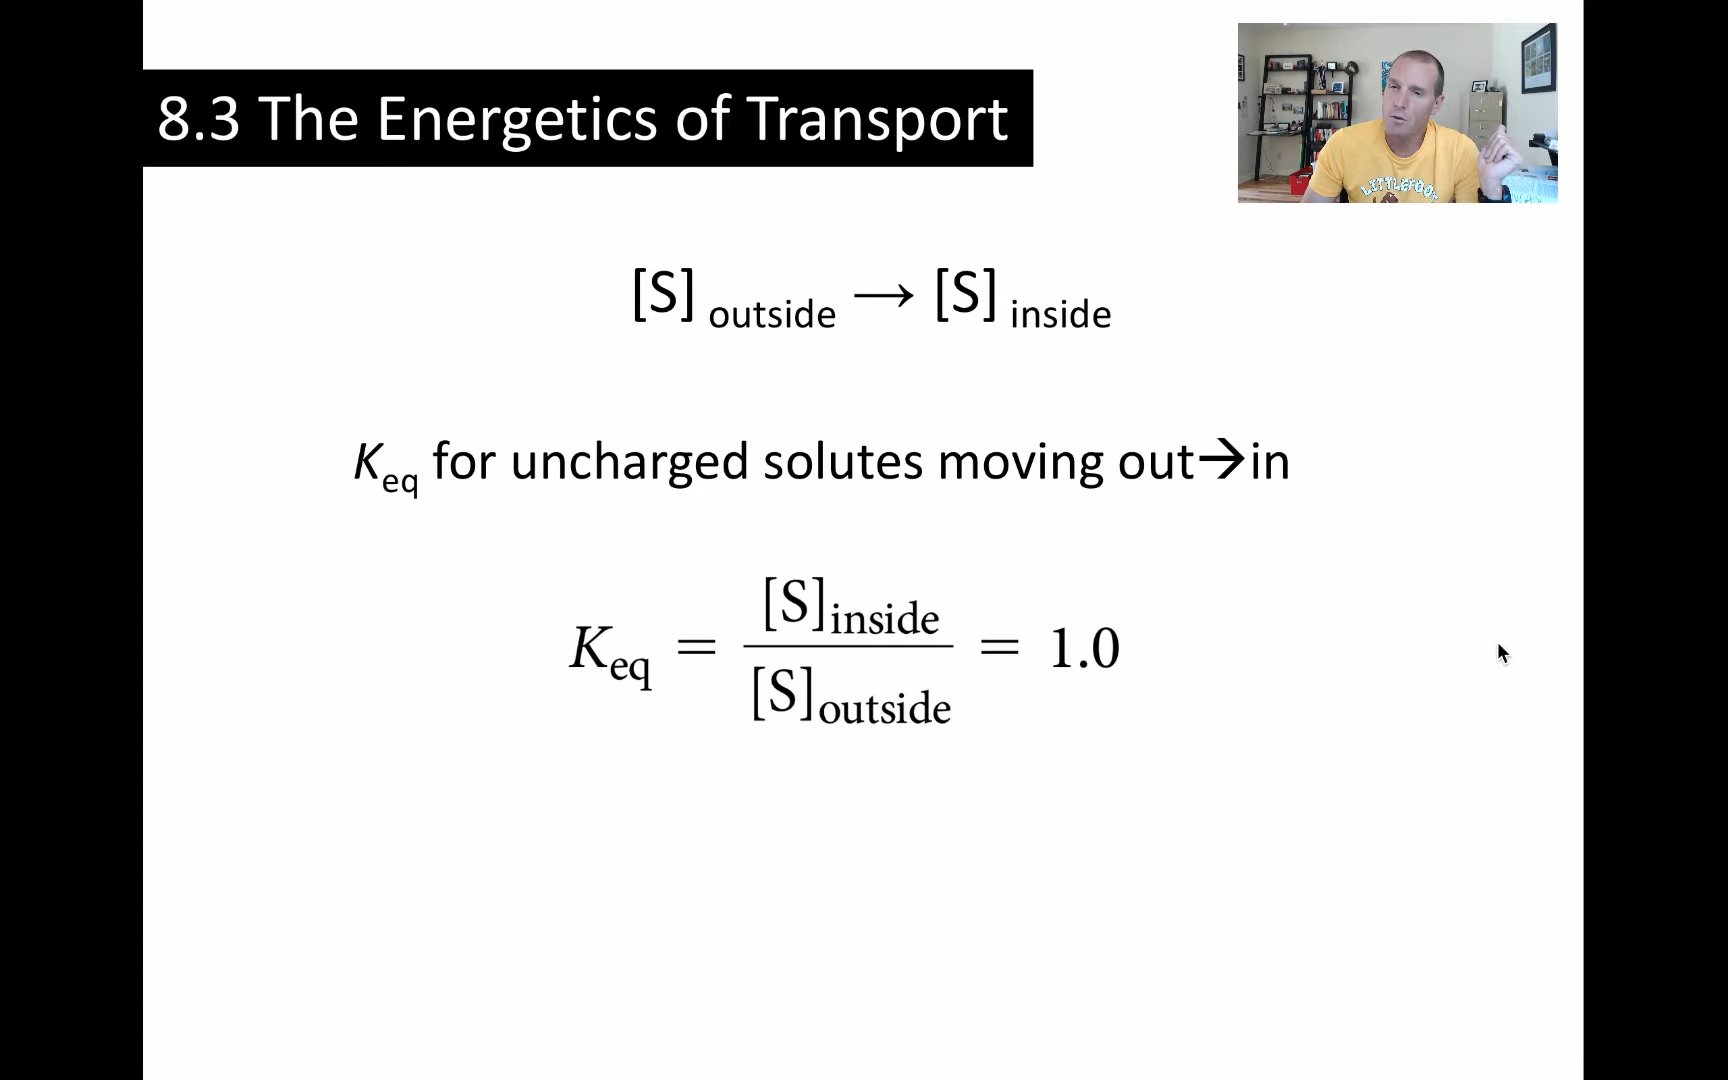 8.3 The Energetics of Transport
LITTLEFOOT
[S] outside ⟶ [S] inside
Keq for uncharged solutes moving out→in
Keq = [S]inside / [S]outside = 1.0